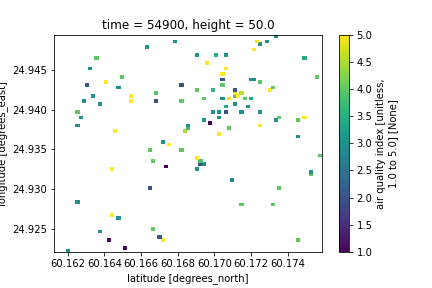 time = 54900, height = 50.0
longitude [degrees_east]
24.945
24.940
24.935
24.930
24.925
60.162 60.164 60.166 60.168 60.170 60.172 60.174
latitude [degrees_north]
5.0
4.5
4.0
3.5
3.0
2.5
2.0
1.5
1.0
air quality index [unitless,
1.0 to 5.0] [None]